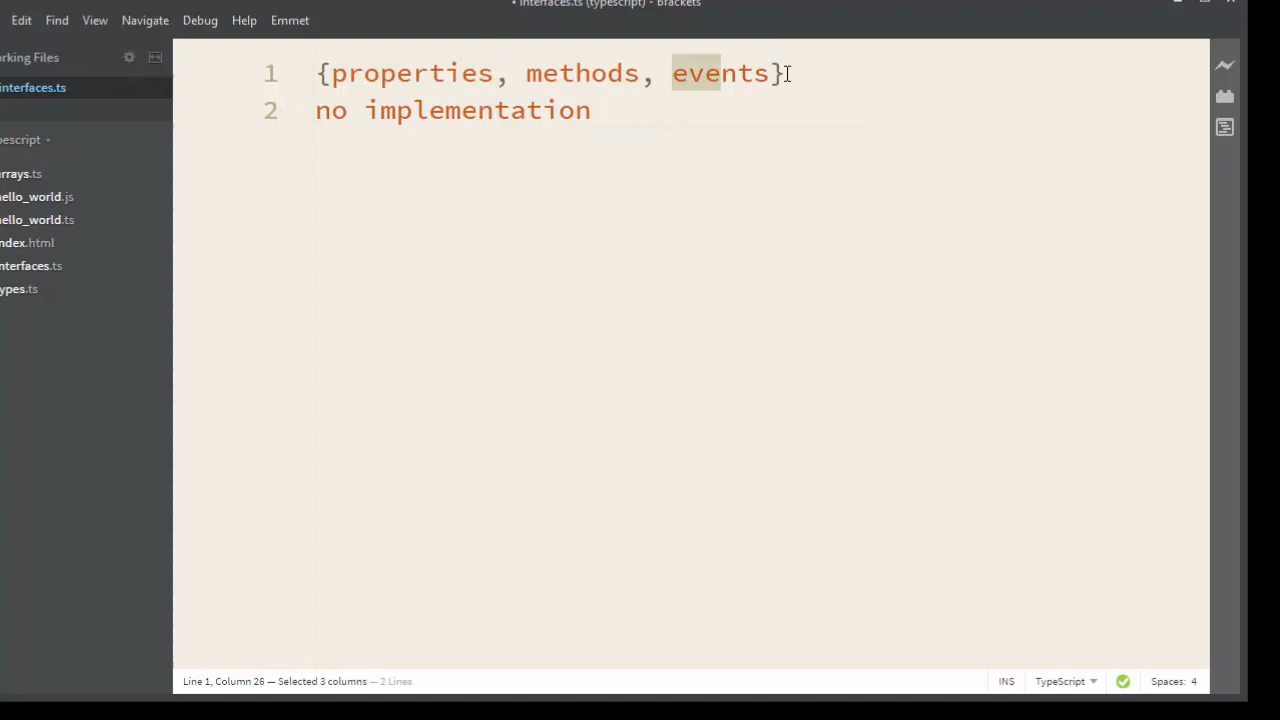 interfaces.ts (typescript) - Brackets
Edit Find View Navigate Debug Help Emmet
rking Files
interfaces.ts
pescript
rrays.ts
ello_world.js
ello_world.ts
ndex.html
nterfaces.ts
ypes.ts
1 {properties, methods, events}
2 no implementation
Line 1, Column 26 — Selected 3 columns — 2 Lines
INS TypeScript Spaces: 4